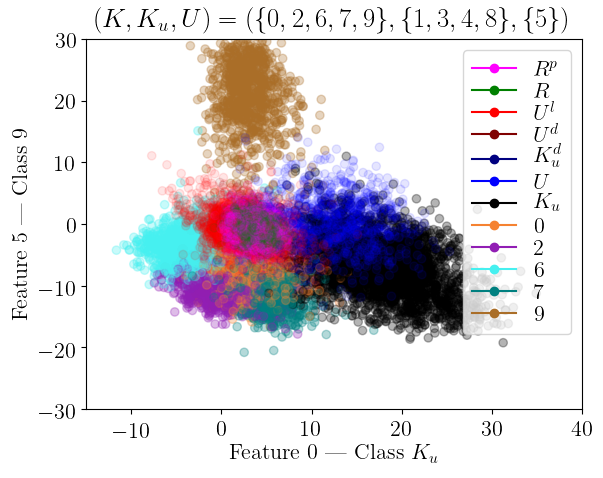 (K, K_u, U) = ({0, 2, 6, 7, 9}, {1, 3, 4, 8}, {5})
30
20
10
0
−10
−20
−30
Feature 5 — Class 9
R^p
R
U^l
U^d
K_u^d
U
K_u
0
2
6
7
9
−10
0
10
20
30
40
Feature 0 — Class K_u